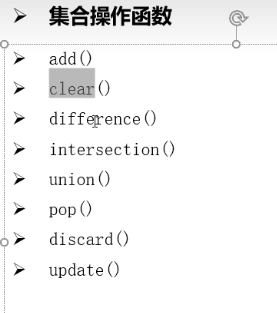 集合操作函数
add()
clear()
difference()
intersection()
union()
pop()
discard()
update()